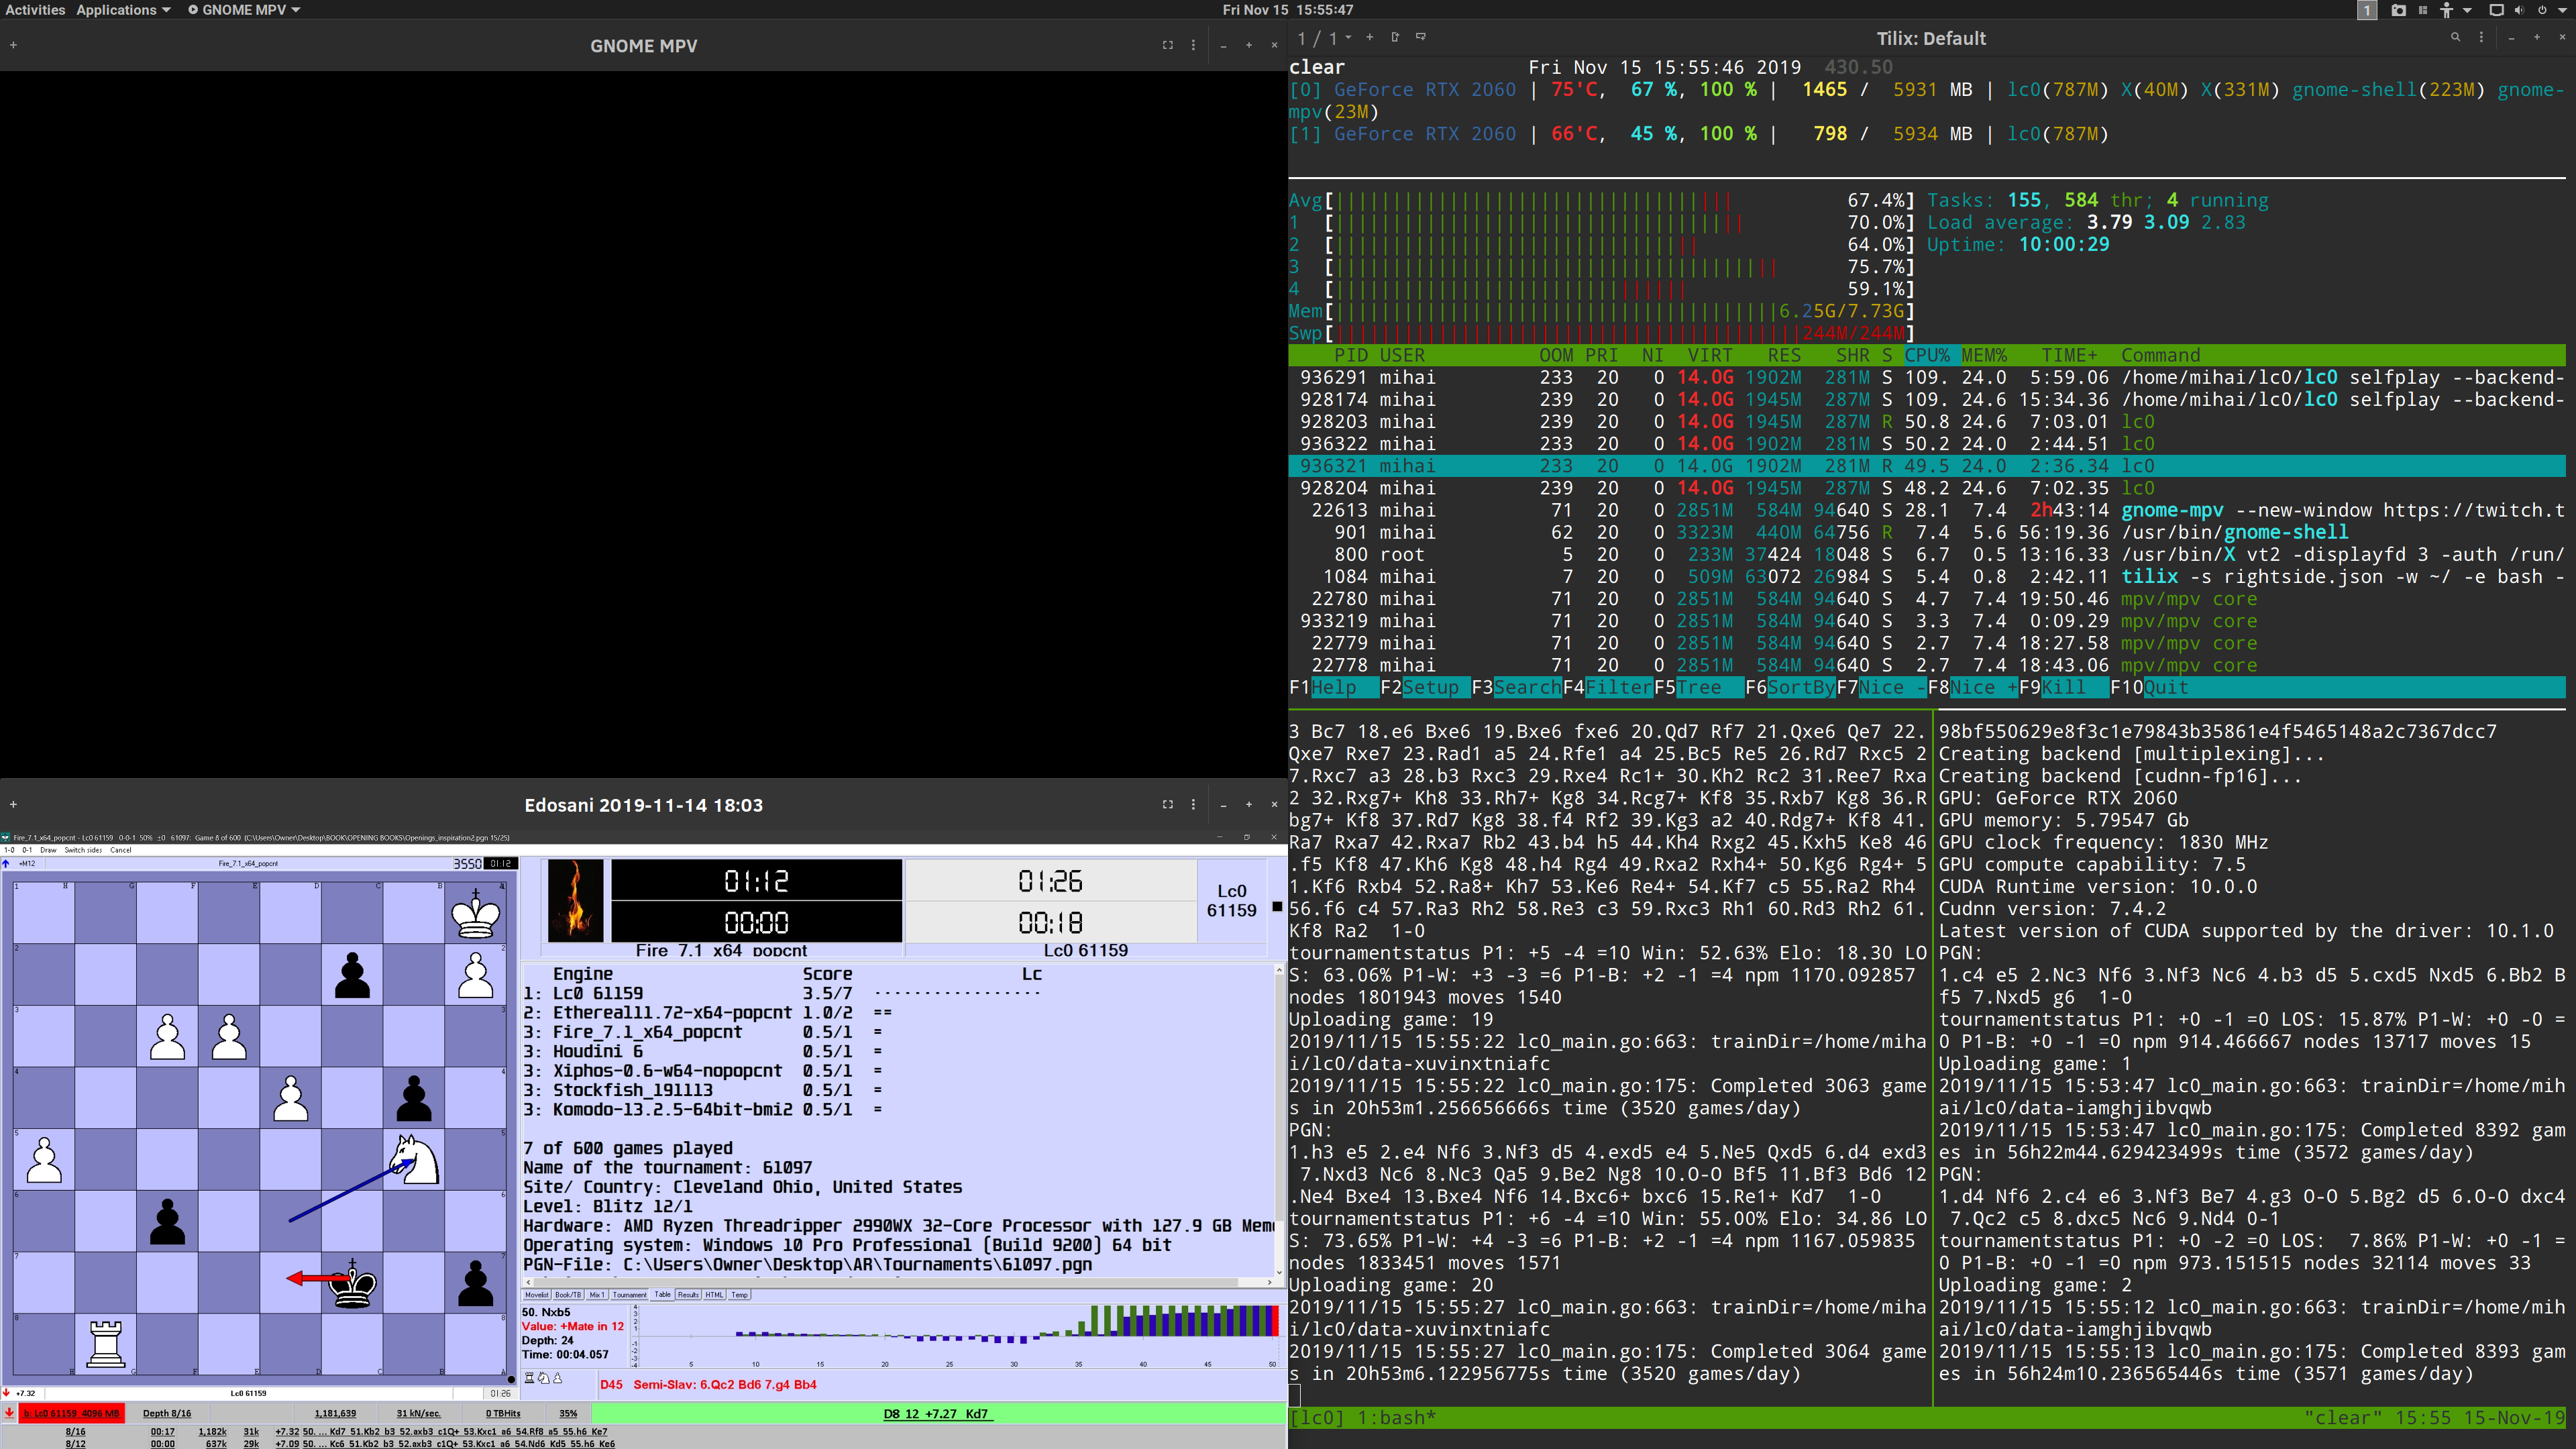 Activities Applications GNOME MPV Fri Nov 15 15:55:47 1
GNOME MPV
1 / 1 Tilix: Default
clear Fri Nov 15 15:55:46 2019 430.50
[0] GeForce RTX 2060 | 75'C, 67 %, 100 % | 1465 / 5931 MB | lc0(787M) X(40M) X(331M) gnome-shell(223M) gnome-
mpv(23M)
[1] GeForce RTX 2060 | 66'C, 45 %, 100 % | 798 / 5934 MB | lc0(787M)
Avg[ 67.4%] Tasks: 155, 584 thr; 4 running
1 [ 70.0%] Load average: 3.79 3.09 2.83
2 [ 64.0%] Uptime: 10:00:29
3 [ 75.7%]
4 [ 59.1%]
Mem[ 6.25G/7.73G]
Swp[ 244M/244M]
PID USER OOM PRI NI VIRT RES SHR S CPU% MEM% TIME+ Command
936291 mihai 233 20 0 14.0G 1902M 281M S 109. 24.0 5:59.06 /home/mihai/lc0/lc0 selfplay --backend-
928174 mihai 239 20 0 14.0G 1945M 287M S 109. 24.6 15:34.36 /home/mihai/lc0/lc0 selfplay --backend-
928203 mihai 239 20 0 14.0G 1945M 287M R 50.8 24.6 7:03.01 lc0
936322 mihai 233 20 0 14.0G 1902M 281M S 50.2 24.0 2:44.51 lc0
936321 mihai 233 20 0 14.0G 1902M 281M R 49.5 24.0 2:36.34 lc0
928204 mihai 239 20 0 14.0G 1945M 287M S 48.2 24.6 7:02.35 lc0
22613 mihai 71 20 0 2851M 584M 94640 S 28.1 7.4 2h43:14 gnome-mpv --new-window https://twitch.t
901 mihai 62 20 0 3323M 440M 64756 R 7.4 5.6 56:19.36 /usr/bin/gnome-shell
800 root 5 20 0 233M 37424 18048 S 6.7 0.5 13:16.33 /usr/bin/X vt2 -displayfd 3 -auth /run/
1084 mihai 7 20 0 509M 63072 26984 S 5.4 0.8 2:42.11 tilix -s rightside.json -w ~/ -e bash -
22780 mihai 71 20 0 2851M 584M 94640 S 4.7 7.4 19:50.46 mpv/mpv core
933219 mihai 71 20 0 2851M 584M 94640 S 3.3 7.4 0:09.29 mpv/mpv core
22779 mihai 71 20 0 2851M 584M 94640 S 2.7 7.4 18:27.58 mpv/mpv core
22778 mihai 71 20 0 2851M 584M 94640 S 2.7 7.4 18:43.06 mpv/mpv core
F1Help F2Setup F3SearchF4FilterF5Tree F6SortByF7Nice -F8Nice +F9Kill F10Quit
3 Bc7 18.e6 Bxe6 19.Bxe6 fxe6 20.Qd7 Rf7 21.Qxe6 Qe7 22.
Qxe7 Rxe7 23.Rad1 a5 24.Rfe1 a4 25.Bc5 Re5 26.Rd7 Rxc5 2
7.Rxc7 a3 28.b3 Rxc3 29.Rxe4 Rc1+ 30.Kh2 Rc2 31.Ree7 Rxa
2 32.Rxg7+ Kh8 33.Rh7+ Kg8 34.Rcg7+ Kf8 35.Rxb7 Kg8 36.R
bg7+ Kf8 37.Rd7 Kg8 38.f4 Rf2 39.Kg3 a2 40.Rdg7+ Kf8 41.
Ra7 Rxa7 42.Rxa7 Rb2 43.b4 h5 44.Kh4 Rxg2 45.Kxh5 Ke8 46
.f5 Kf8 47.Kh6 Kg8 48.h4 Rg4 49.Rxa2 Rxh4+ 50.Kg6 Rg4+ 5
1.Kf6 Rxb4 52.Ra8+ Kh7 53.Ke6 Re4+ 54.Kf7 c5 55.Ra2 Rh4
56.f6 c4 57.Ra3 Rh2 58.Re3 c3 59.Rxc3 Rh1 60.Rd3 Rh2 61.
Kf8 Ra2 1-0
tournamentstatus P1: +5 -4 =10 Win: 52.63% Elo: 18.30 LO
S: 63.06% P1-W: +3 -3 =6 P1-B: +2 -1 =4 npm 1170.092857
nodes 1801943 moves 1540
Uploading game: 19
2019/11/15 15:55:22 lc0_main.go:663: trainDir=/home/miha
i/lc0/data-xuvinxtniafc
2019/11/15 15:55:22 lc0_main.go:175: Completed 3063 game
s in 20h53m1.256656666s time (3520 games/day)
PGN:
1.h3 e5 2.e4 Nf6 3.Nf3 d5 4.exd5 e4 5.Ne5 Qxd5 6.d4 exd3
7.Nxd3 Nc6 8.Nc3 Qa5 9.Be2 Ng8 10.O-O Bf5 11.Bf3 Bd6 12
.Ne4 Bxe4 13.Bxe4 Nf6 14.Bxc6+ bxc6 15.Re1+ Kd7 1-0
tournamentstatus P1: +6 -4 =10 Win: 55.00% Elo: 34.86 LO
S: 73.65% P1-W: +4 -3 =6 P1-B: +2 -1 =4 npm 1167.059835
nodes 1833451 moves 1571
Uploading game: 20
2019/11/15 15:55:27 lc0_main.go:663: trainDir=/home/miha
i/lc0/data-xuvinxtniafc
2019/11/15 15:55:27 lc0_main.go:175: Completed 3064 game
s in 20h53m6.122956775s time (3520 games/day)
98bf550629e8f3c1e79843b35861e4f5465148a2c7367dcc7
Creating backend [multiplexing]...
Creating backend [cudnn-fp16]...
GPU: GeForce RTX 2060
GPU memory: 5.79547 Gb
GPU clock frequency: 1830 MHz
GPU compute capability: 7.5
CUDA Runtime version: 10.0.0
Cudnn version: 7.4.2
Latest version of CUDA supported by the driver: 10.1.0
PGN:
1.c4 e5 2.Nc3 Nf6 3.Nf3 Nc6 4.b3 d5 5.cxd5 Nxd5 6.Bb2 B
f5 7.Nxd5 g6 1-0
tournamentstatus P1: +0 -1 =0 LOS: 15.87% P1-W: +0 -0 =
0 P1-B: +0 -1 =0 npm 914.466667 nodes 13717 moves 15
Uploading game: 1
2019/11/15 15:53:47 lc0_main.go:663: trainDir=/home/mih
ai/lc0/data-iamghjibvqwb
2019/11/15 15:53:47 lc0_main.go:175: Completed 8392 gam
es in 56h22m44.629423499s time (3572 games/day)
PGN:
1.d4 Nf6 2.c4 e6 3.Nf3 Be7 4.g3 O-O 5.Bg2 d5 6.O-O dxc4
7.Qc2 c5 8.dxc5 Nc6 9.Nd4 0-1
tournamentstatus P1: +0 -2 =0 LOS: 7.86% P1-W: +0 -1 =
0 P1-B: +0 -1 =0 npm 973.151515 nodes 32114 moves 33
Uploading game: 2
2019/11/15 15:55:12 lc0_main.go:663: trainDir=/home/mih
ai/lc0/data-iamghjibvqwb
2019/11/15 15:55:13 lc0_main.go:175: Completed 8393 gam
es in 56h24m10.236565446s time (3571 games/day)
[lc0] 1:bash* "clear" 15:55 15-Nov-19
Edosani 2019-11-14 18:03
Fire_7.1_x64_popcnt - Lc0 61159 0-0-1 50% ±0 61097: Game 8 of 600 (C:\Users\Owner\Desktop\BOOK\OPENING BOOKS\Openings_inspiration2.pgn 15/25)
1-0 0-1 Draw Switch sides Cancel
+M12 Fire_7.1_x64_popcnt 3550 01:12
1 H G F E D C B A
2 2
3 3
4 4
5 5
6 6
7 7
8 8
H G F E D C B A
+7.32 Lc0 61159 01:26
01:12 01:26
00:00 00:18
Lc0
61159
Fire 7.1 x64 popcnt Lc0 61159
Engine Score Lc
1: Lc0 61159 3.5/7 - - - - - - - - - - - - - - - - -
2: Ethereal11.72-x64-popcnt 1.0/2 ==
3: Fire_7.1_x64_popcnt 0.5/1 =
3: Houdini 6 0.5/1 =
3: Xiphos-0.6-w64-nopopcnt 0.5/1 =
3: Stockfish_191113 0.5/1 =
3: Komodo-13.2.5-64bit-bmi2 0.5/1 =
7 of 600 games played
Name of the tournament: 61097
Site/ Country: Cleveland Ohio, United States
Level: Blitz 12/1
Hardware: AMD Ryzen Threadripper 2990WX 32-Core Processor with 127.9 GB Mem
Operating system: Windows 10 Pro Professional (Build 9200) 64 bit
PGN-File: C:\Users\Owner\Desktop\AR\Tournaments\61097.pgn
Movelist Book/TB Mix 1 Tournament Table Results HTML Temp
50. Nxb5
Value: +Mate in 12
Depth: 24
Time: 00:04.057
4
3
2
1
-1
-2
-3
-4
5 10 15 20 25 30 35 40 45 50
D45 Semi-Slav: 6.Qc2 Bd6 7.g4 Bb4
b: Lc0 61159 4096 MB Depth 8/16 1,181,639 31 kN/sec. 0 TBHits 35% D8 12 +7.27 Kd7
8/16 00:17 1,182k 31k +7.32 50. ... Kd7 51.Kb2 b3 52.axb3 c1Q+ 53.Kxc1 a6 54.Rf8 a5 55.h6 Ke7
8/12 00:00 637k 29k +7.09 50. ... Kc6 51.Kb2 b3 52.axb3 c1Q+ 53.Kxc1 a6 54.Nd6 Kd5 55.h6 Ke6